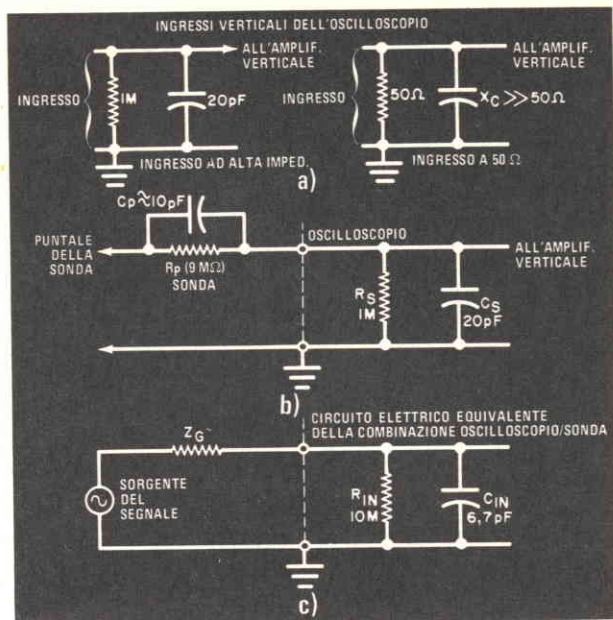 INGRESSI VERTICALI DELL'OSCILLOSCOPIO
ALL'AMPLIF.
VERTICALE
INGRESSO
1M
20pF
INGRESSO AD ALTA IMPED.
ALL'AMPLIF.
VERTICALE
INGRESSO
50Ω
XC >> 50Ω
INGRESSO A 50 Ω
a)
CP≈10pF
PUNTALE
DELLA
SONDA
RP (9 MΩ)
SONDA
OSCILLOSCOPIO
ALL'AMPLIF.
VERTICALE
RS
1M
CS
20pF
b)
CIRCUITO ELETTRICO EQUIVALENTE
DELLA COMBINAZIONE OSCILLOSCOPIO/SONDA
ZG
SORGENTE
DEL
SEGNALE
RIN
10M
CIN
6,7pF
c)